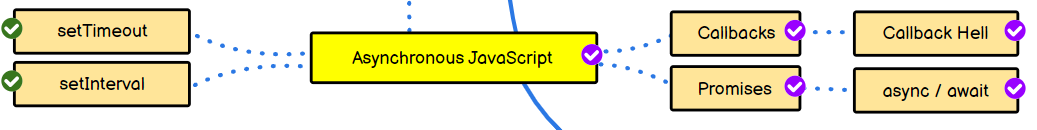 setTimeout
setInterval
Asynchronous JavaScript
Callbacks
Callback Hell
Promises
async / await